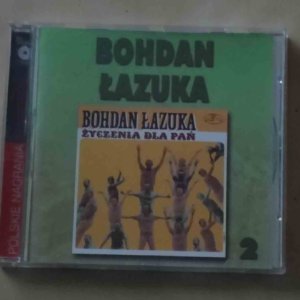 BOHDAN
ŁAZUKA
BOHDAN ŁAZUKA
ŻYCZENIA DLA PAŃ
POLSKIE NAGRANIA
2